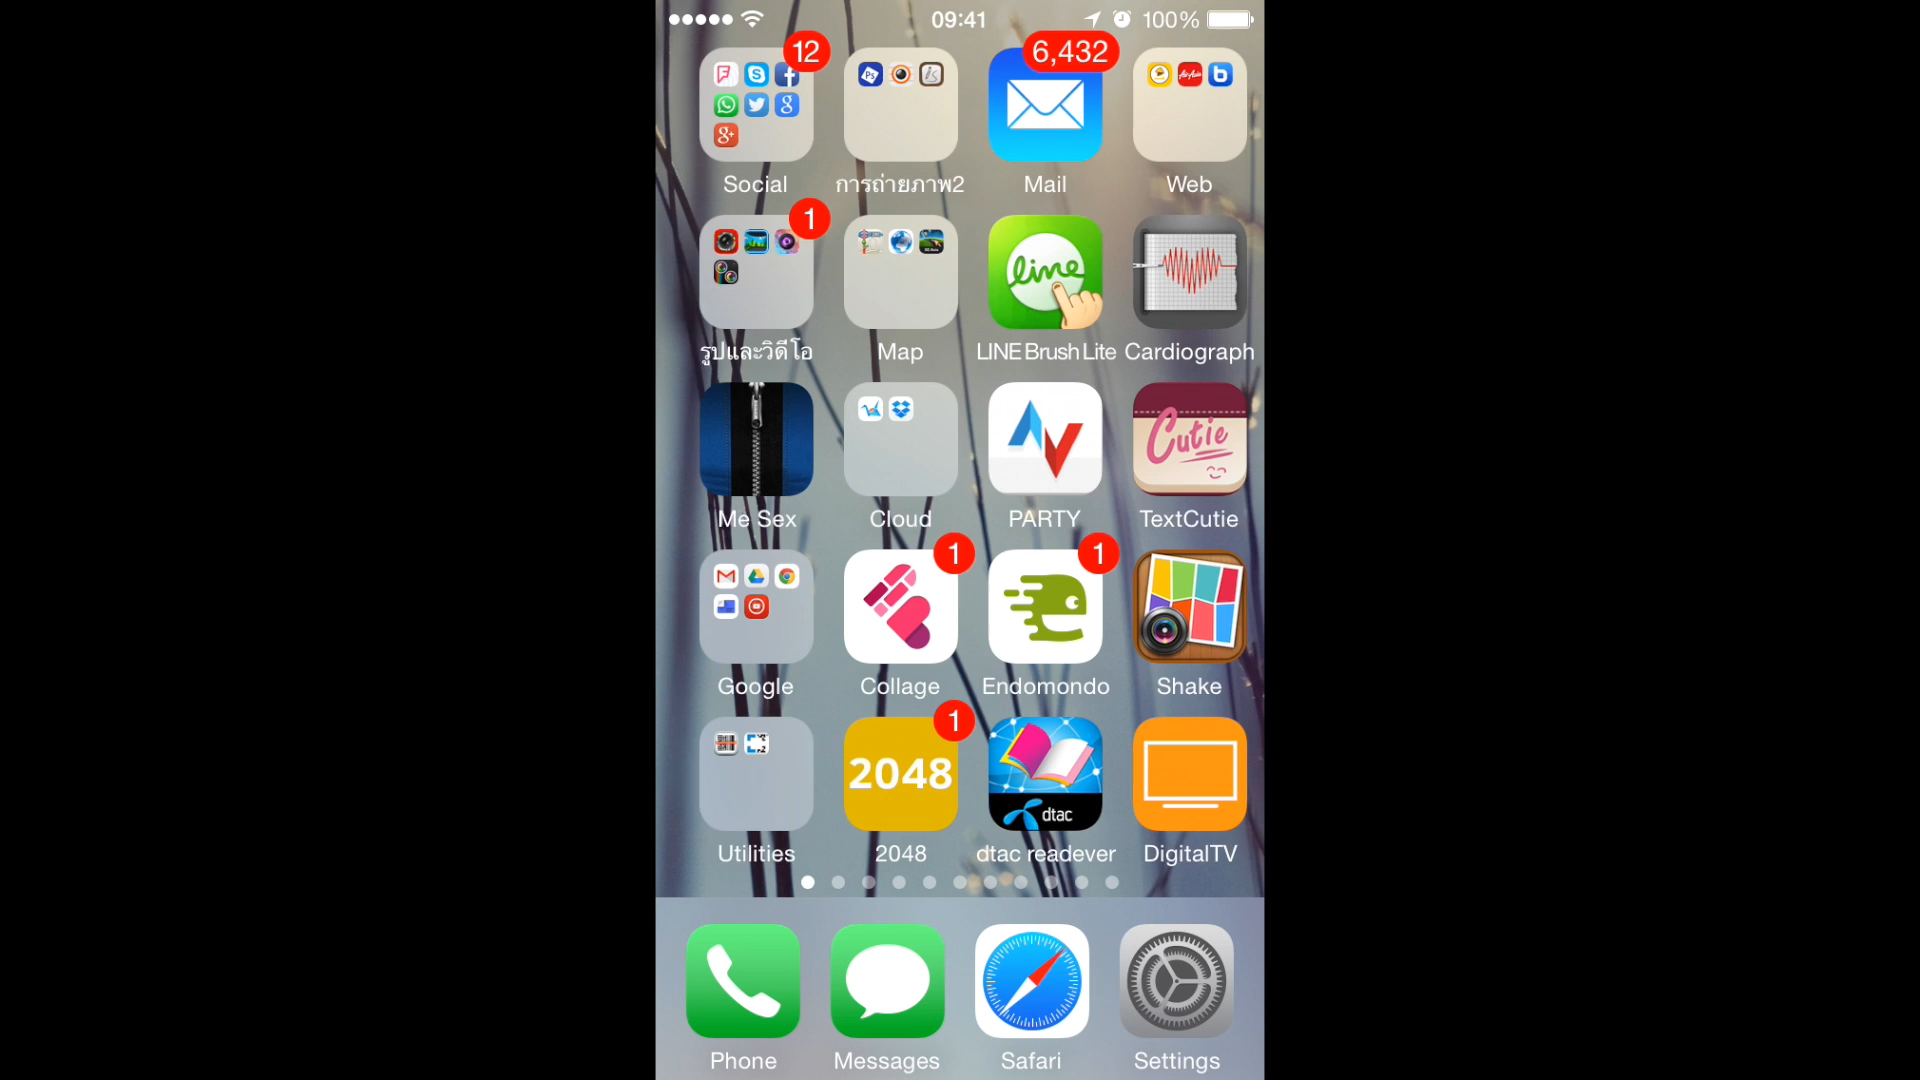 09:41 100%
12 6,432
Social การถ่ายภาพ2 Mail Web
1
line
รูปและวิดีโอ Map LINE Brush Lite Cardiograph
Cutie
Me Sex Cloud PARTY TextCutie
1 1
Google Collage Endomondo Shake
1
2048
dtac
Utilities 2048 dtac readever DigitalTV
Phone Messages Safari Settings